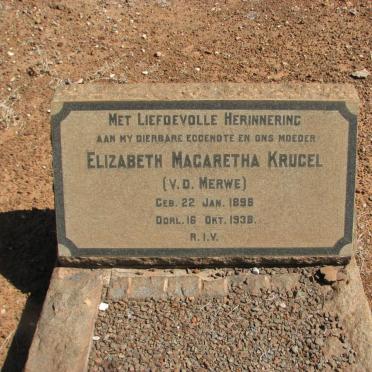 MET LIEFDEVOLLE HERINNERING
AAN MY DIERBARE EGGENOTE EN ONS MOEDER
ELIZABETH MAGARETHA KRUGEL
(V.D. MERWE)
GEB. 22 JAN. 1896
OORL. 16 OKT. 1938.
R.I.V.